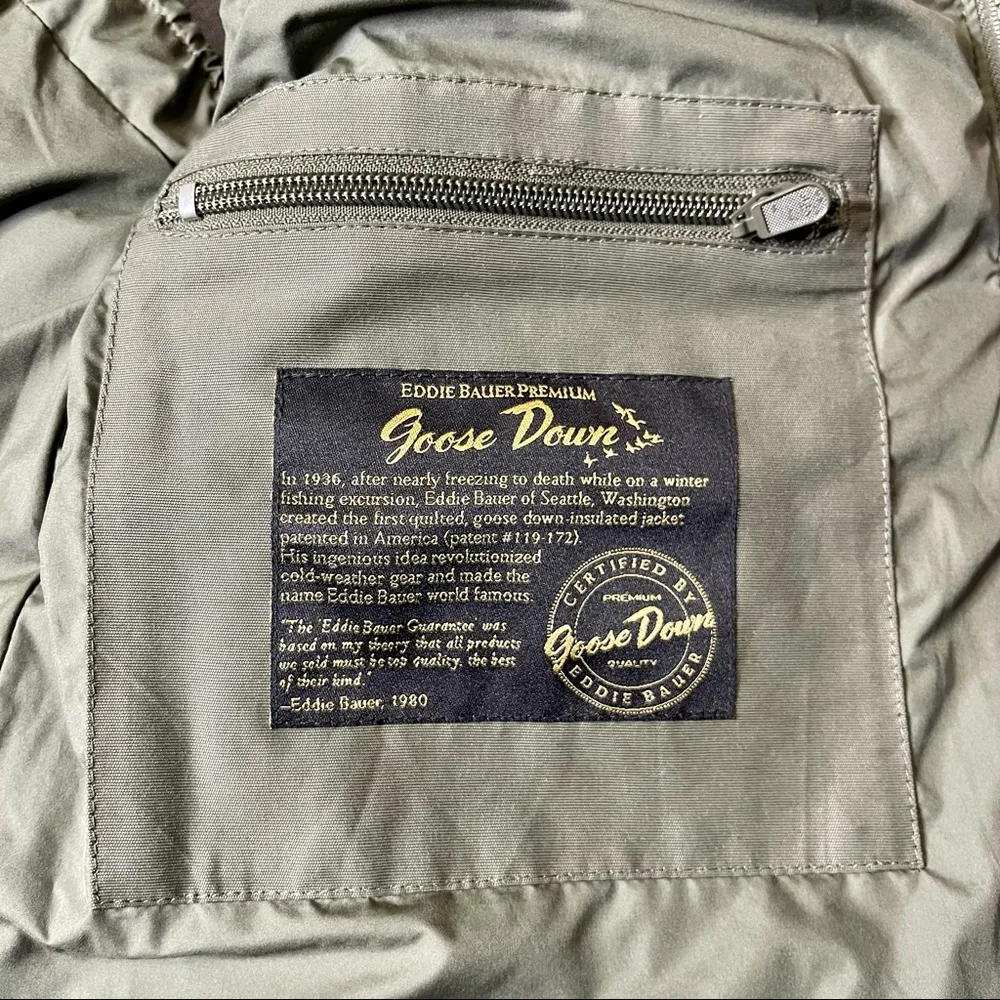 EDDIE BAUER PREMIUM
Goose Down
In 1936, after nearly freezing to death while on a winter
fishing excursion, Eddie Bauer of Seattle, Washington
created the first quilted, goose down-insulated jacket
patented in America (patent #119-172).
His ingenious idea revolutionized
cold-weather gear and made the
name Eddie Bauer world famous.
"The Eddie Bauer Guarantee was
based on my theory that all products
we sold must be top quality, the best
of their kind."
—Eddie Bauer, 1980
CERTIFIED BY
PREMIUM
Goose Down
QUALITY
EDDIE BAUER